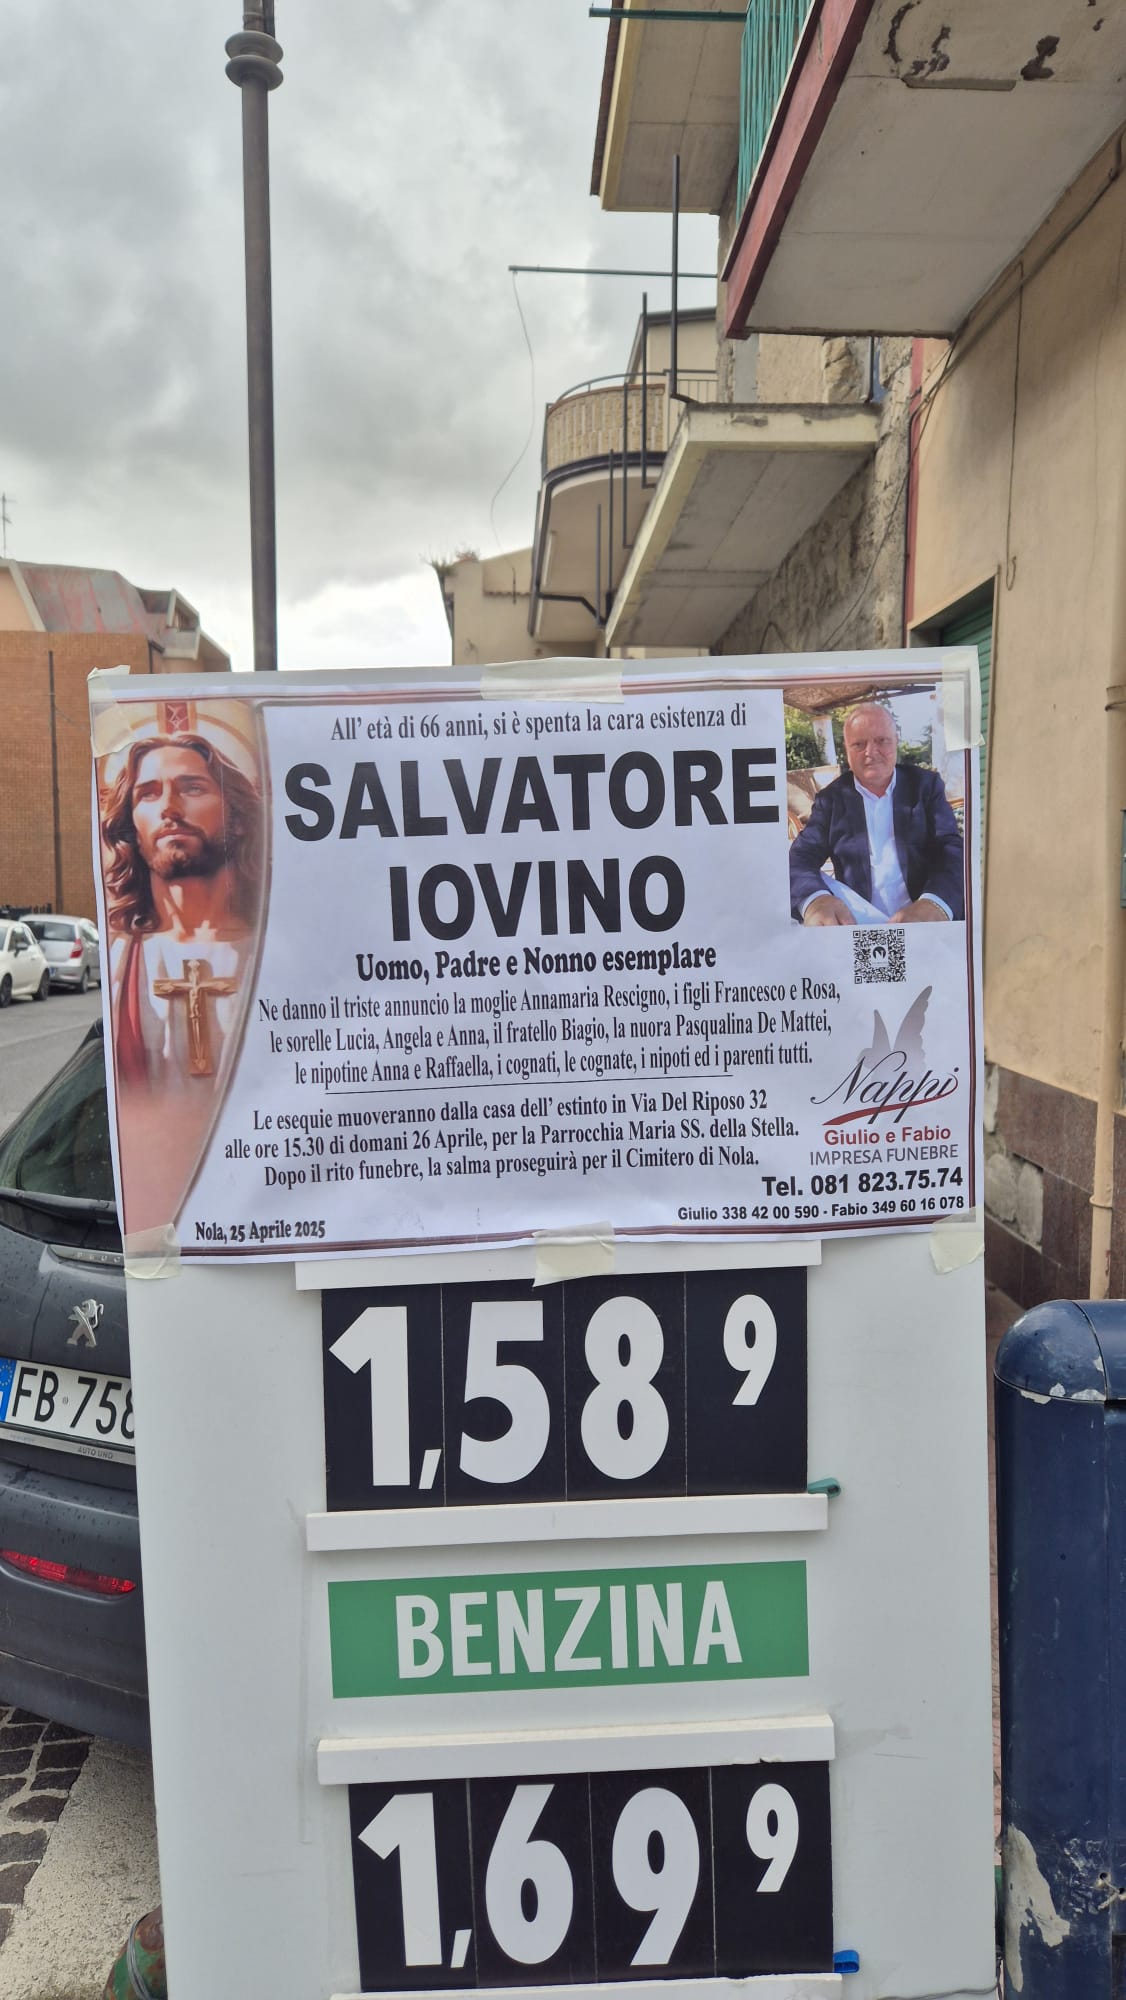 All' età di 66 anni, si è spenta la cara esistenza di
SALVATORE
IOVINO
Uomo, Padre e Nonno esemplare
Ne danno il triste annuncio la moglie Annamaria Rescigno, i figli Francesco e Rosa,
le sorelle Lucia, Angela e Anna, il fratello Biagio, la nuora Pasqualina De Mattei,
le nipotine Anna e Raffaella, i cognati, le cognate, i nipoti ed i parenti tutti.
Le esequie muoveranno dalla casa dell' estinto in Via Del Riposo 32
alle ore 15.30 di domani 26 Aprile, per la Parrocchia Maria SS. della Stella.
Dopo il rito funebre, la salma proseguirà per il Cimitero di Nola.
Nola, 25 Aprile 2025
Nappi
Giulio e Fabio
IMPRESA FUNEBRE
Tel. 081 823.75.74
Giulio 338 42 00 590 - Fabio 349 60 16 078
1,58 9
BENZINA
1,69 9
FB 758
AUTO UNO